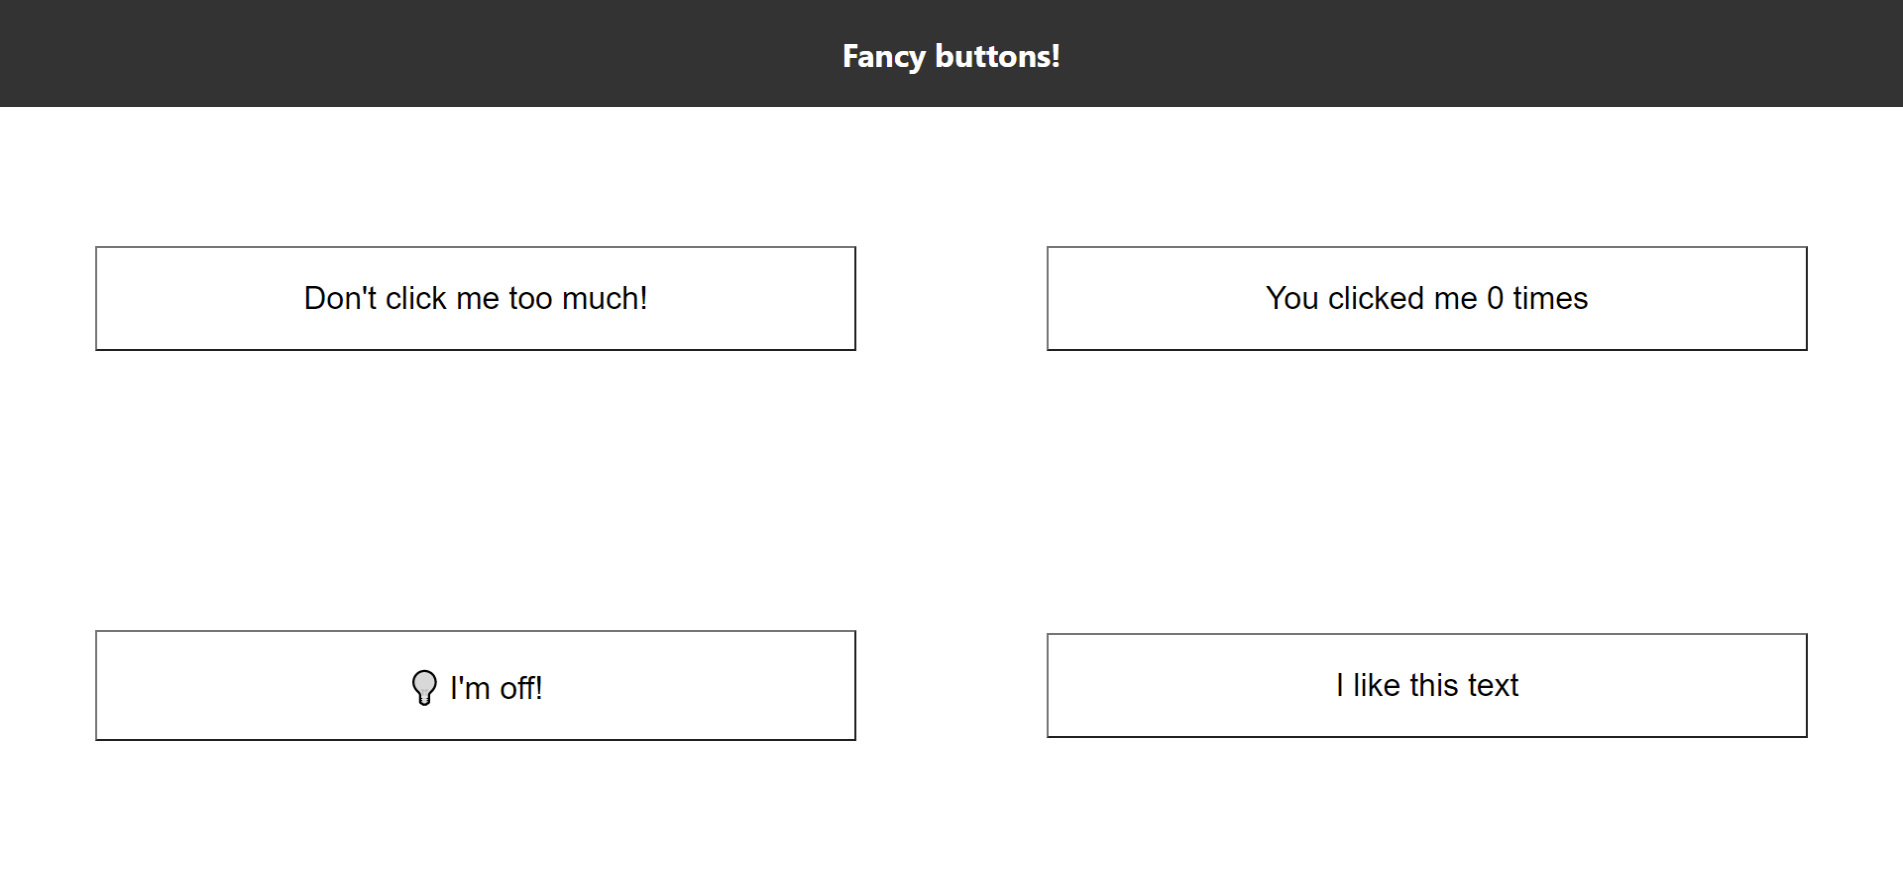 Fancy buttons!
Don't click me too much!
You clicked me 0 times
I'm off!
I like this text